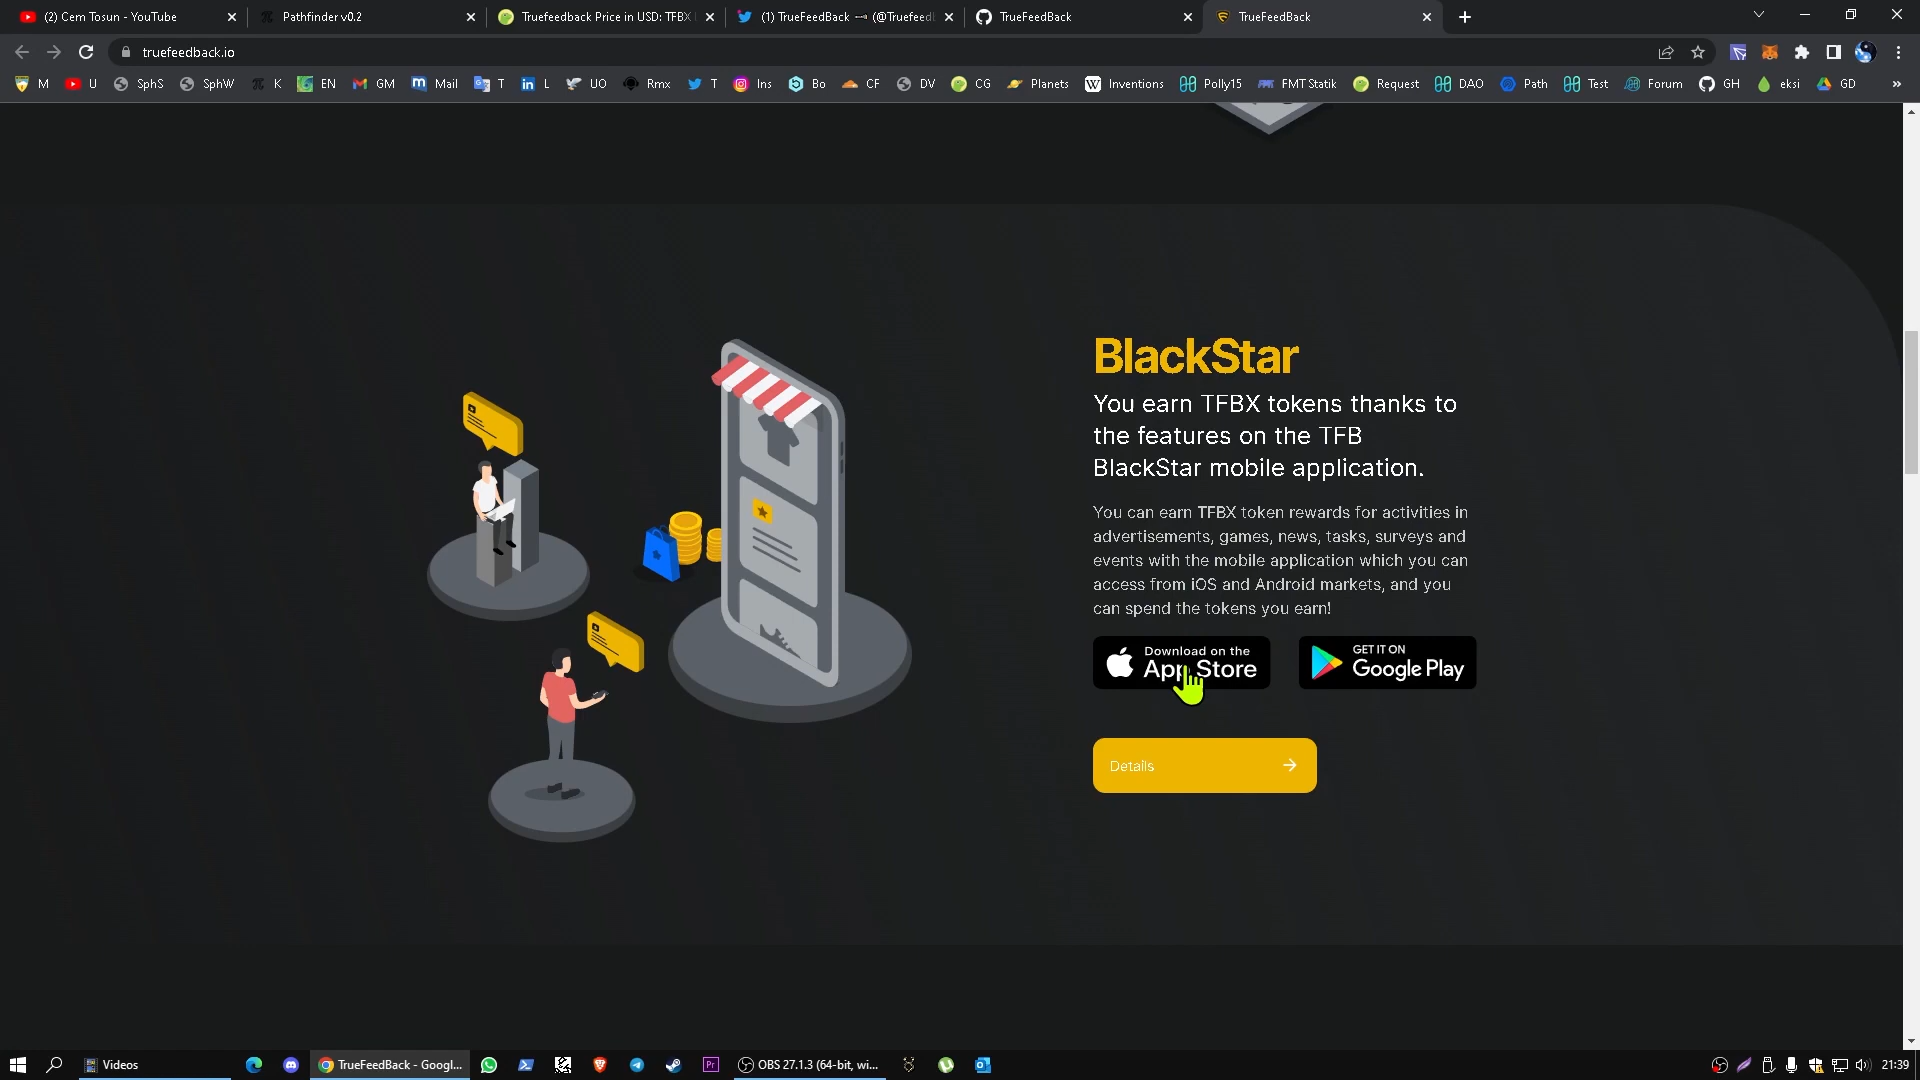 (2) Cem Tosun - YouTube
Pathfinder v0.2
Truefeedback Price in USD: TFBX
(1) TrueFeedBack
(@Truefeed
TrueFeedBack
TrueFeedBack
truefeedback.io
M
U
SphS
SphW
K
EN
GM
Mail
T
L
UO
Rmx
T
Ins
Bo
CF
DV
CG
Planets
Inventions
Polly15
FMT Statik
Request
DAO
Path
Test
Forum
GH
eksi
GD
»
BlackStar
You earn TFBX tokens thanks to
the features on the TFB
BlackStar mobile application.
You can earn TFBX token rewards for activities in
advertisements, games, news, tasks, surveys and
events with the mobile application which you can
access from iOS and Android markets, and you
can spend the tokens you earn!
Download on the
App Store
GET IT ON
Google Play
Details
Videos
TrueFeedBack - Googl...
Pr
OBS 27.1.3 (64-bit, wi...
21:39